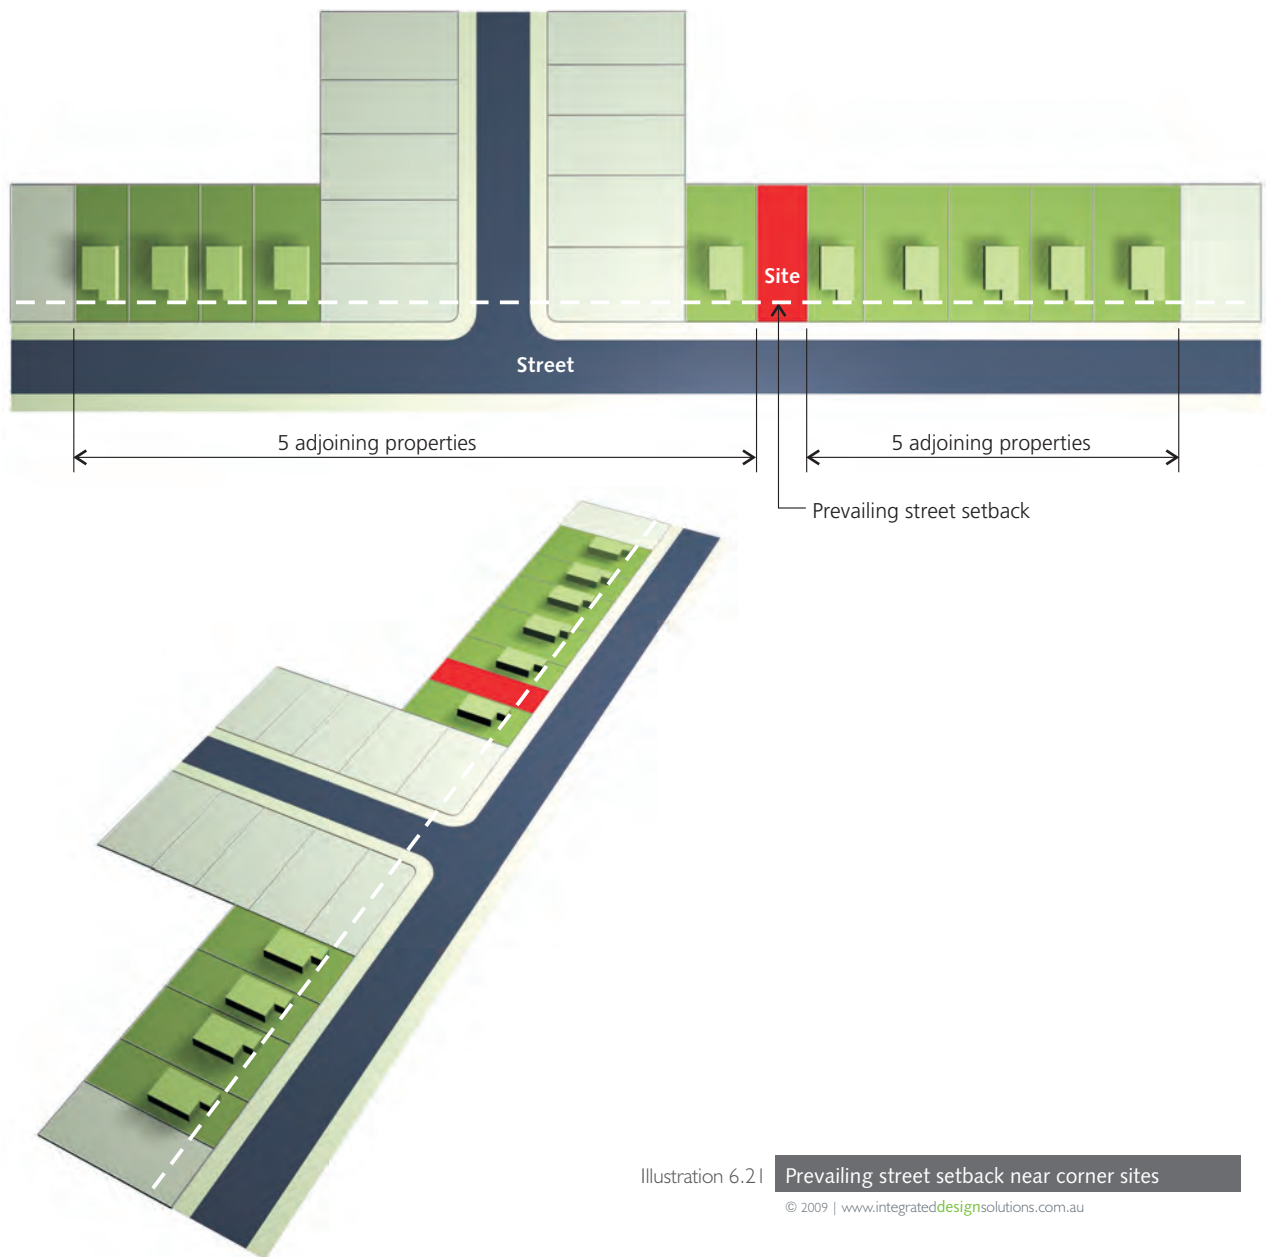 Site
Street
5 adjoining properties
5 adjoining properties
Prevailing street setback
Illustration 6.21
Prevailing street setback near corner sites
© 2009 | www.integrateddesignsolutions.com.au